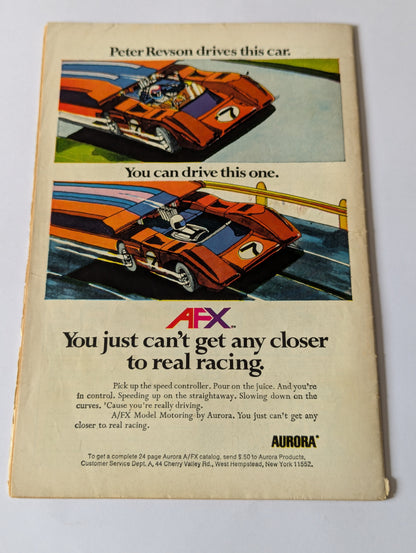 Peter Revson drives this car.
7
You can drive this one.
7
AFX™
You just can't get any closer
to real racing.
Pick up the speed controller. Pour on the juice. And you're
in control. Speeding up on the straightaway. Slowing down on the
curves. 'Cause you're really driving.
A/FX Model Motoring by Aurora. You just can't get any
closer to real racing.
AURORA®
To get a complete 24 page Aurora A/FX catalog, send $.50 to Aurora Products,
Customer Service Dept. A, 44 Cherry Valley Rd., West Hempstead, New York 11552.